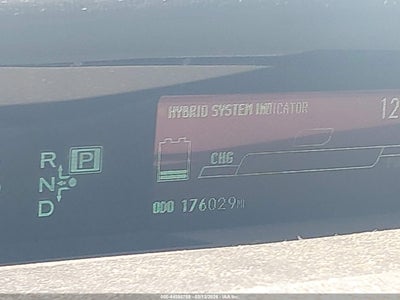 HYBRID SYSTEM INDICATOR
12
R P
N
D
CHG
ODO 176029MI